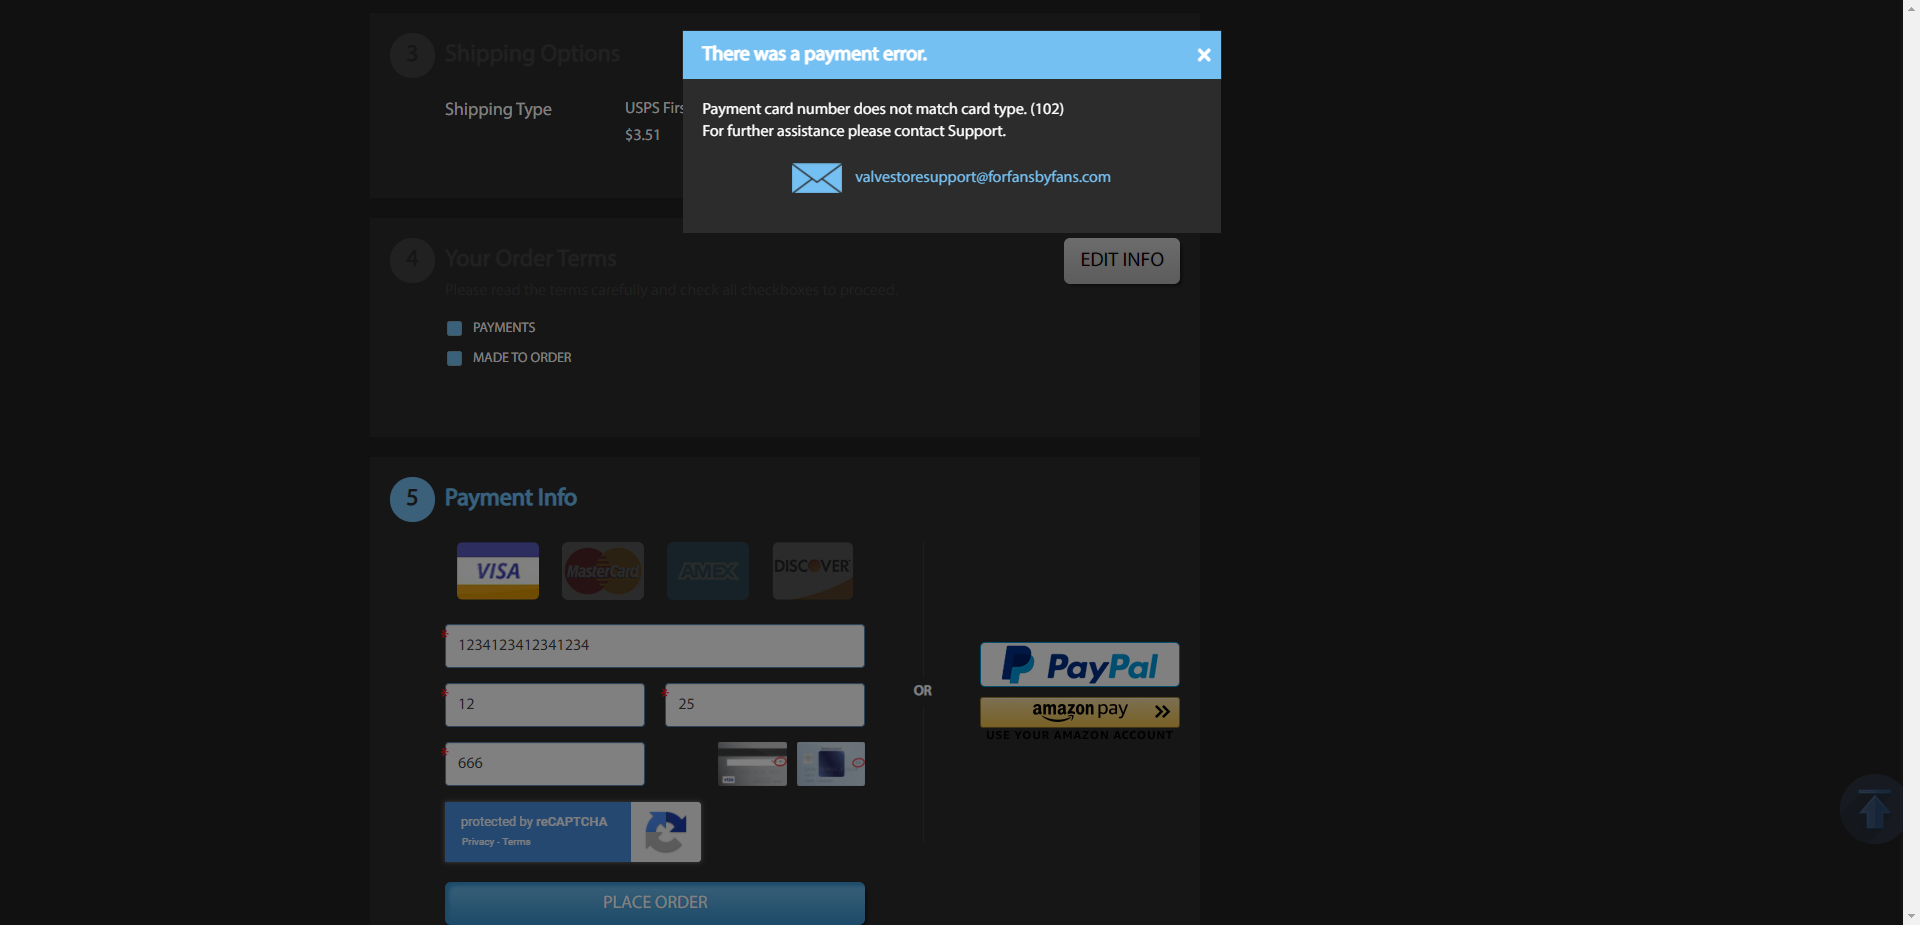 3 Shipping Options
Shipping Type
USPS Firs
$3.51
There was a payment error.
Payment card number does not match card type. (102)
For further assistance please contact Support.
valvestoresupport@forfansbyfans.com
4 Your Order Terms
EDIT INFO
Please read the terms carefully and check all checkboxes to proceed.
PAYMENTS
MADE TO ORDER
5 Payment Info
VISA MasterCard AMEX DISCOVER
* 1234123412341234
* 12 * 25
* 666
VISA
protected by reCAPTCHA
Privacy - Terms
PLACE ORDER
OR
PayPal
amazon pay
USE YOUR AMAZON ACCOUNT